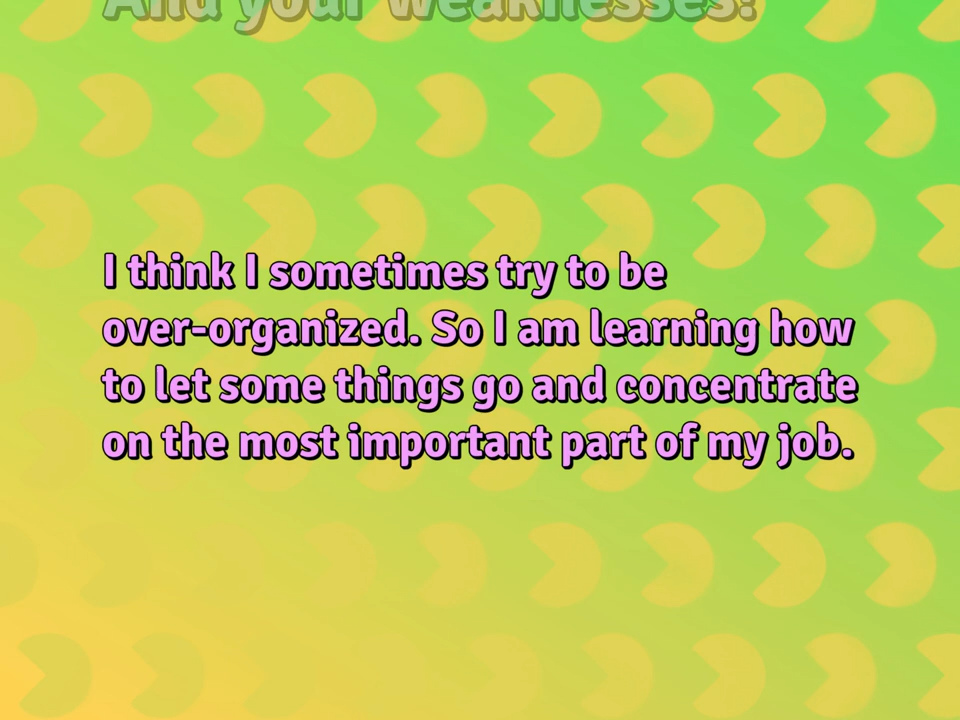 And your weaknesses?
I think I sometimes try to be
over-organized. So I am learning how
to let some things go and concentrate
on the most important part of my job.